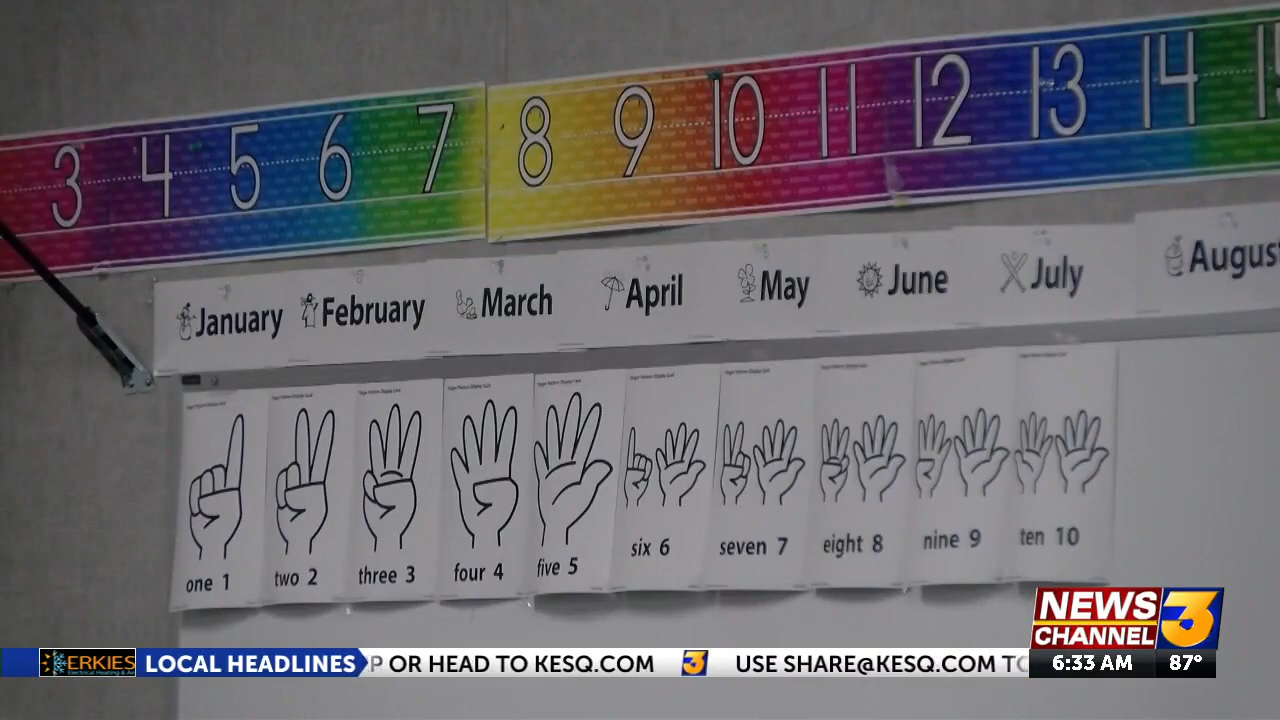 3 4 5 6 7 8 9 10 11 12 13 14
January February March April May June July Augus
one 1 two 2 three 3 four 4 five 5 six 6 seven 7 eight 8 nine 9 ten 10
NEWS
CHANNEL 3
ERKIES
LOCAL HEADLINES P OR HEAD TO KESQ.COM 3 USE SHARE@KESQ.COM TO
6:33 AM 87°